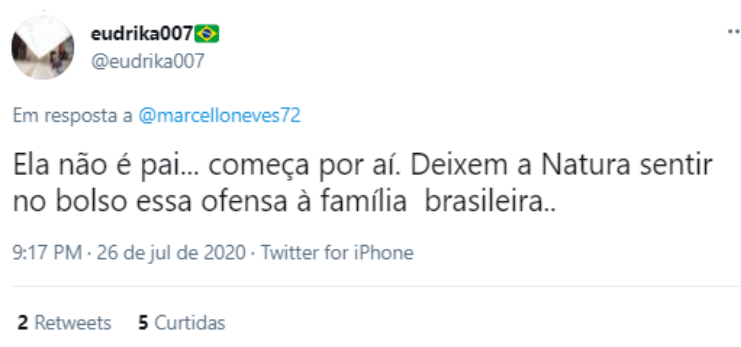 eudrika007🇧🇷
@eudrika007
Em resposta a @marcelloneves72
Ela não é pai... começa por aí. Deixem a Natura sentir
no bolso essa ofensa à família  brasileira..
9:17 PM · 26 de jul de 2020 · Twitter for iPhone
2 Retweets 5 Curtidas